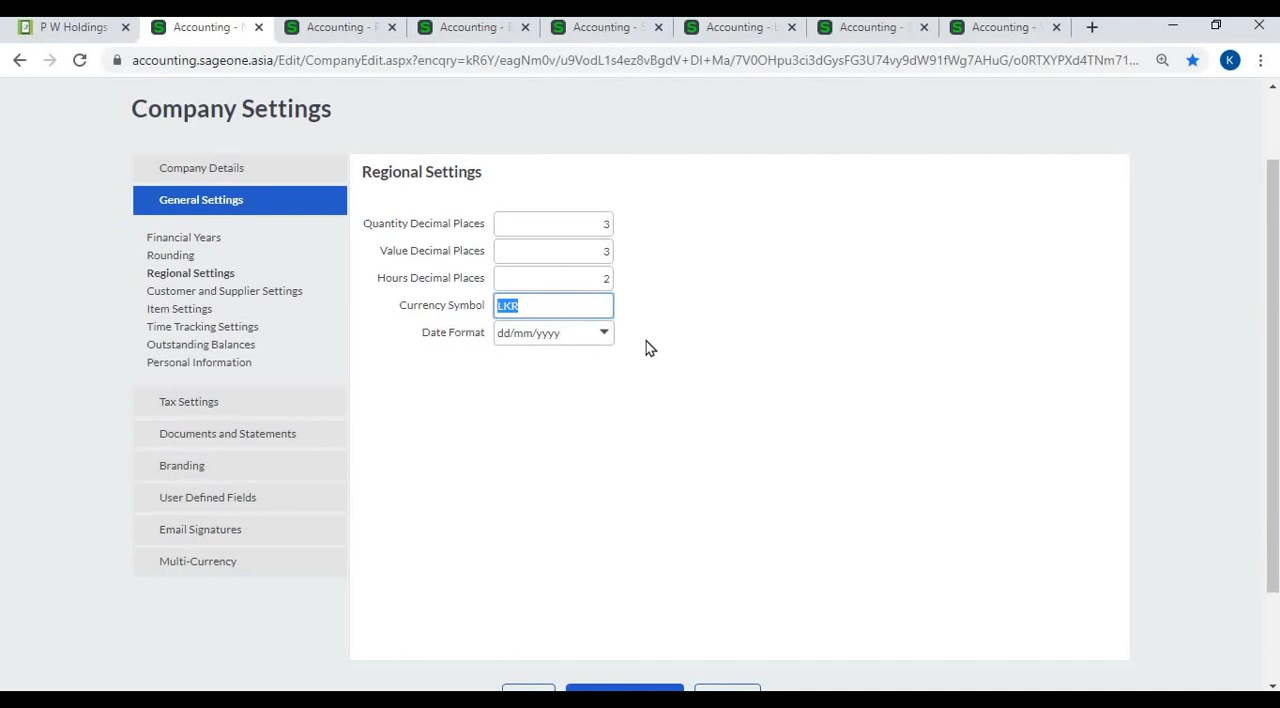 P W Holdings
Accounting - N
Accounting - 
Accounting - 
Accounting - 
Accounting - 
Accounting - 
Accounting - 
accounting.sageone.asia/Edit/CompanyEdit.aspx?encqry=kR6Y/eagNm0v/u9VodL1s4ez8vBgdV+DI+Ma/7V0OHpu3ci3dGysFG3U74vy9dW91fWg7AHuG/o0RTXYPXd4TNm71...
K
Company Settings
Company Details
General Settings
Financial Years
Rounding
Regional Settings
Customer and Supplier Settings
Item Settings
Time Tracking Settings
Outstanding Balances
Personal Information
Tax Settings
Documents and Statements
Branding
User Defined Fields
Email Signatures
Multi-Currency
Regional Settings
Quantity Decimal Places 3
Value Decimal Places 3
Hours Decimal Places 2
Currency Symbol LKR
Date Format dd/mm/yyyy